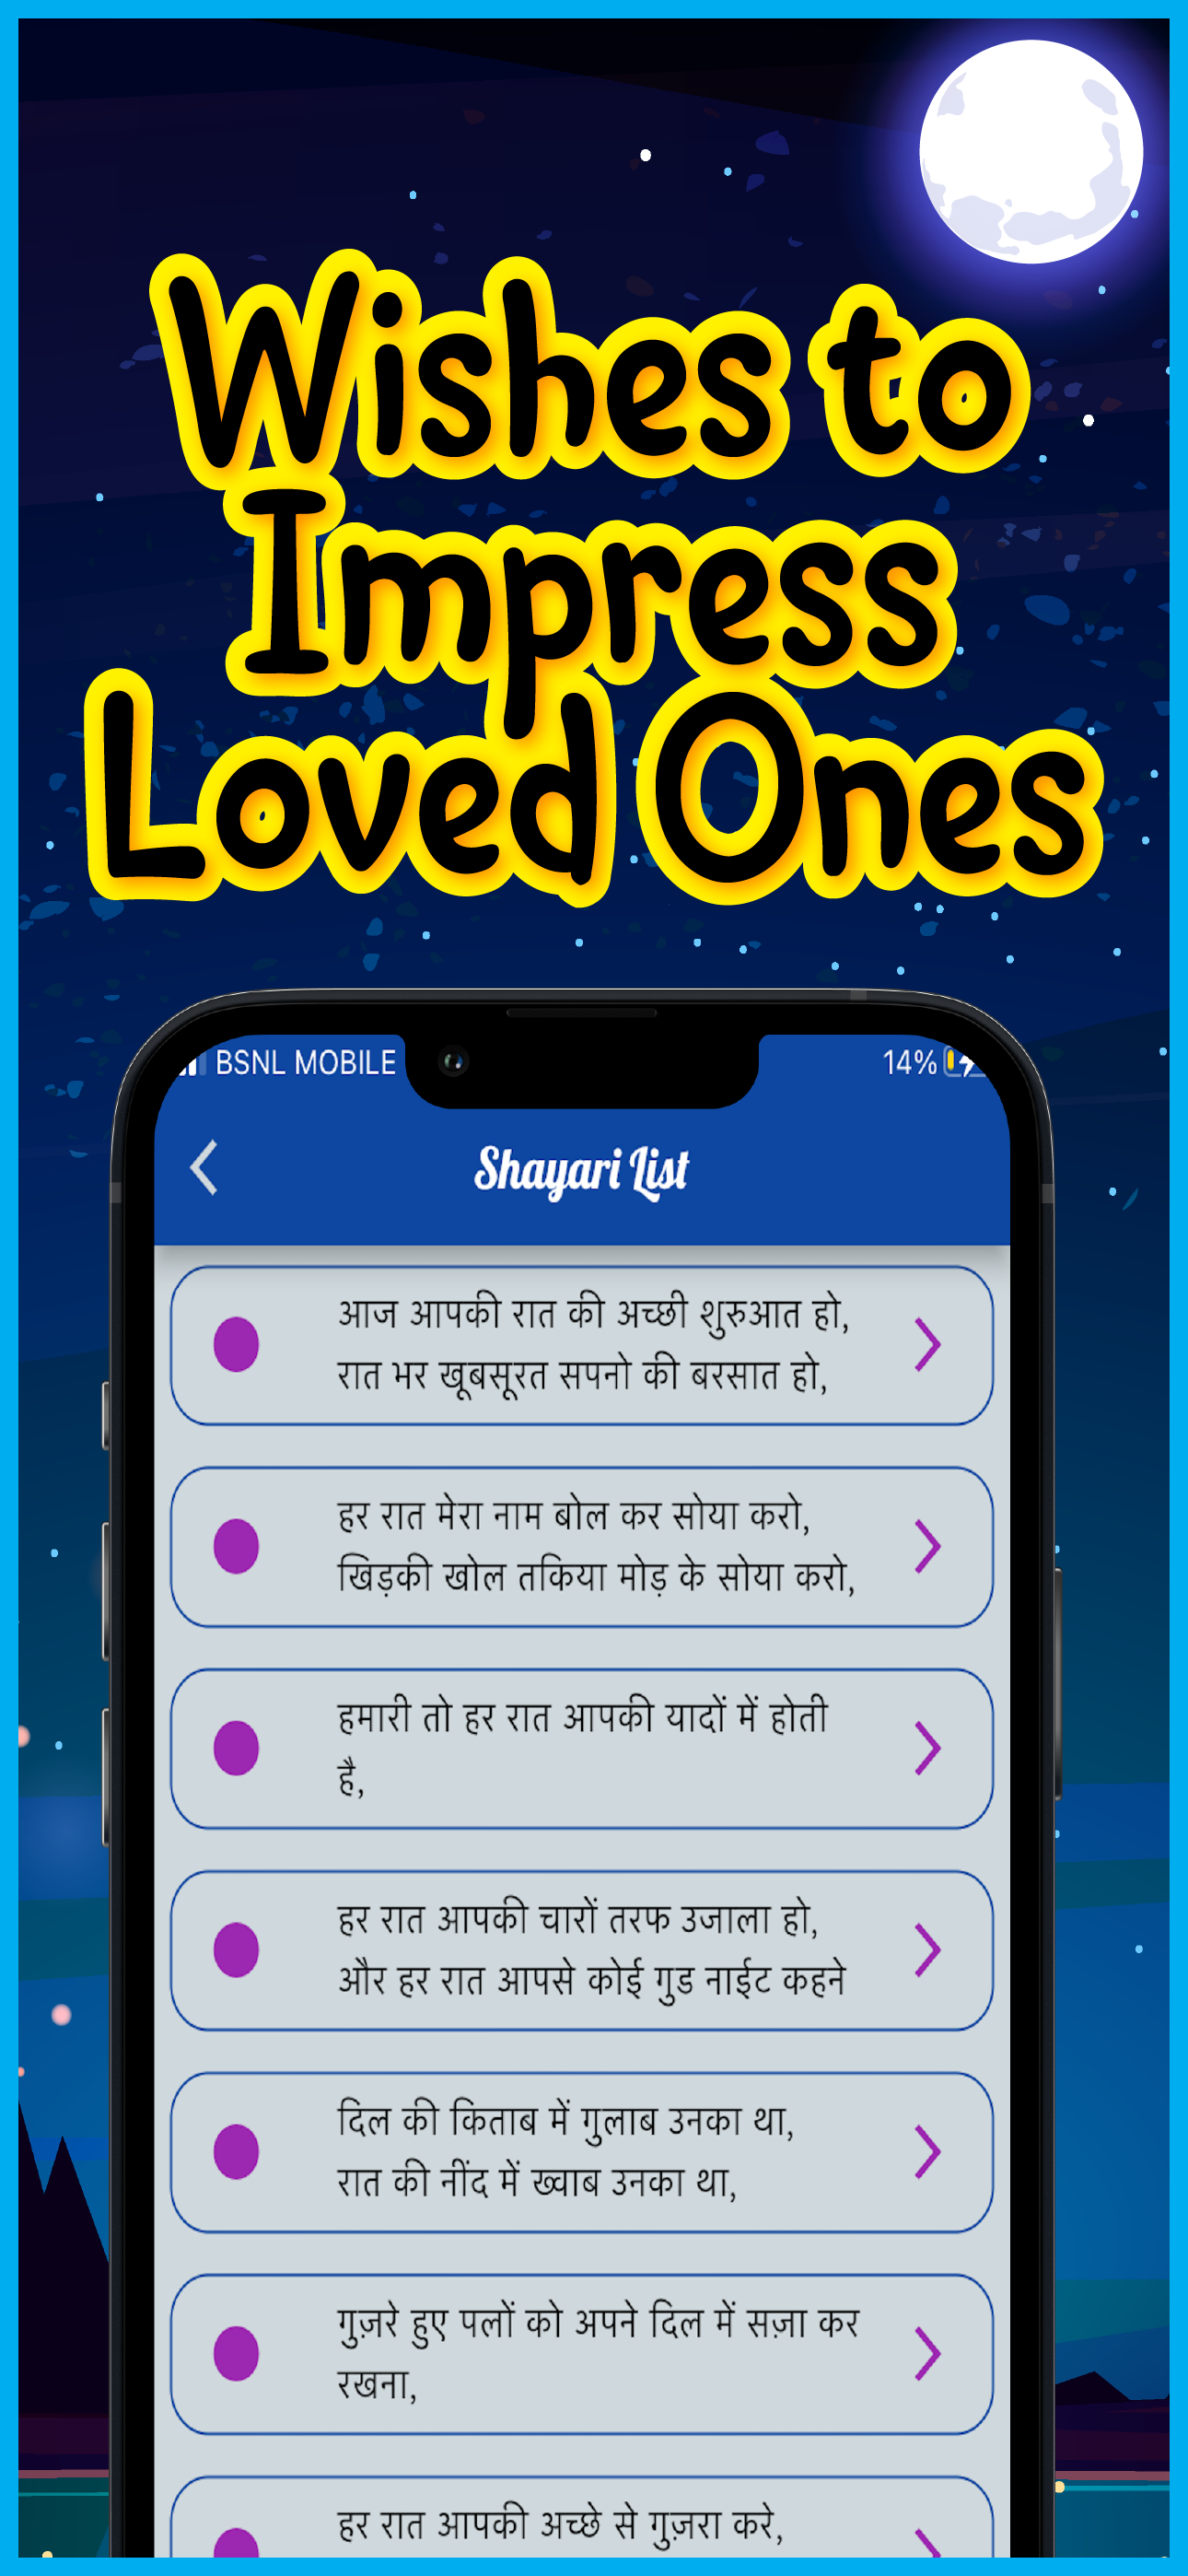 Wishes to
Impress
Loved Ones
BSNL MOBILE 14%
Shayari List
आज आपकी रात की अच्छी शुरुआत हो,
रात भर खूबसूरत सपनो की बरसात हो,
हर रात मेरा नाम बोल कर सोया करो,
खिड़की खोल तकिया मोड़ के सोया करो,
हमारी तो हर रात आपकी यादों में होती
है,
हर रात आपकी चारों तरफ उजाला हो,
और हर रात आपसे कोई गुड नाईट कहने
दिल की किताब में गुलाब उनका था,
रात की नींद में ख्वाब उनका था,
गुज़रे हुए पलों को अपने दिल में सज़ा कर
रखना,
हर रात आपकी अच्छे से गुज़रा करे,